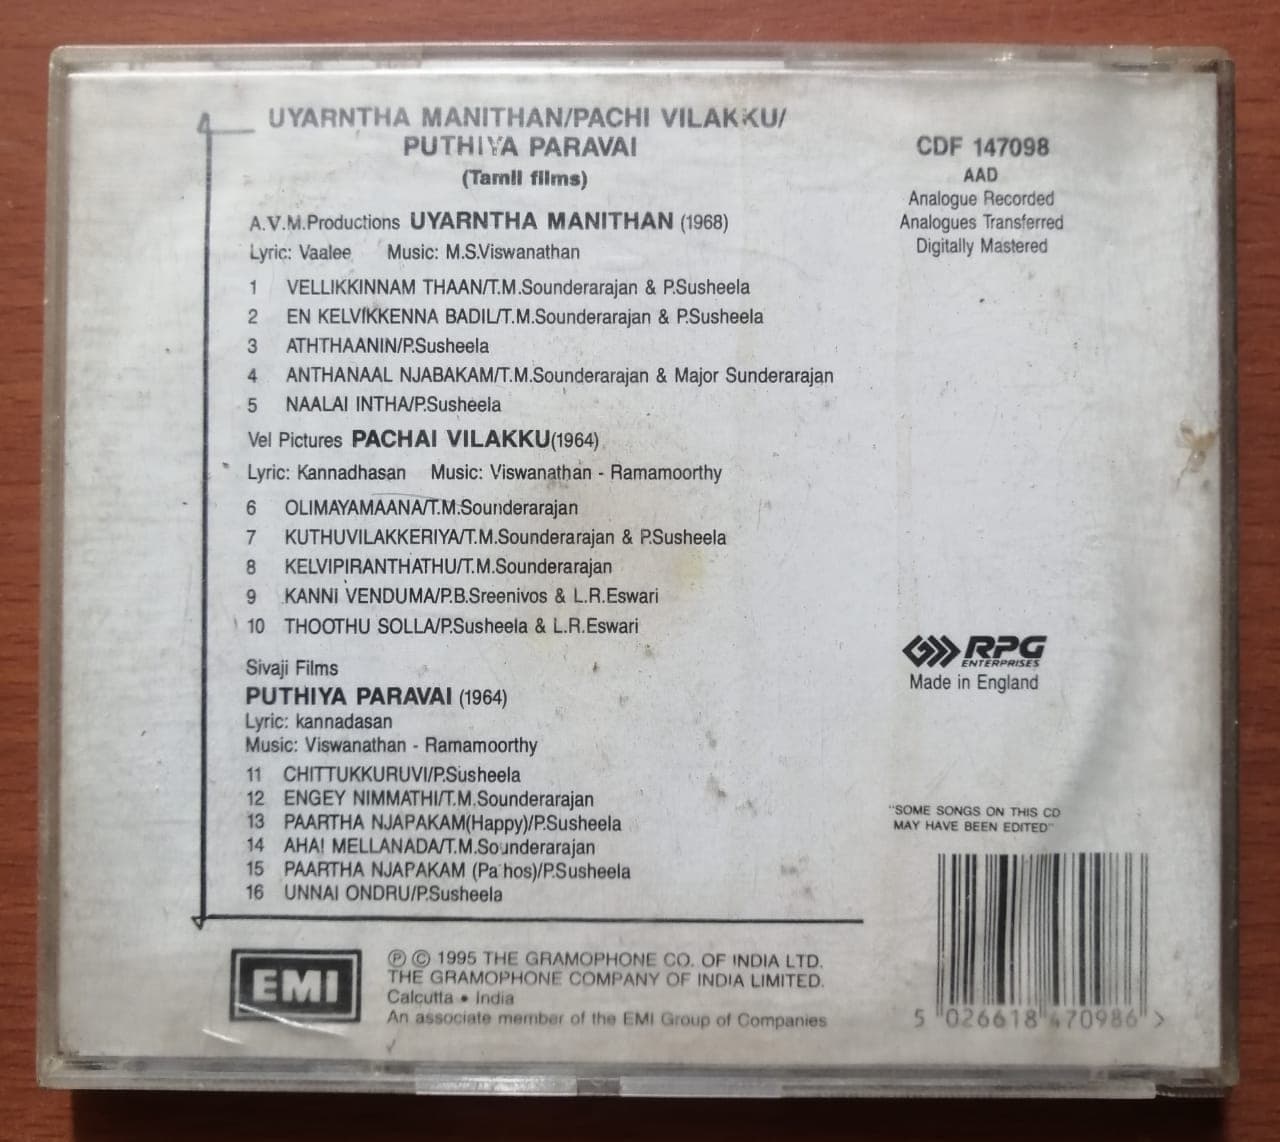 UYARNTHA MANITHAN/PACHI VILAKKU/
PUTHIYA PARAVAI
(Tamil films)
CDF 147098
AAD
Analogue Recorded
Analogues Transferred
Digitally Mastered
A.V.M.Productions UYARNTHA MANITHAN (1968)
Lyric: Vaalee Music: M.S.Viswanathan
1 VELLIKKINNAM THAAN/T.M.Sounderarajan & P.Susheela
2 EN KELVIKKENNA BADIL/T.M.Sounderarajan & P.Susheela
3 ATHTHAANIN/P.Susheela
4 ANTHANAAL NJABAKAM/T.M.Sounderarajan & Major Sunderarajan
5 NAALAI INTHA/P.Susheela
Vel Pictures PACHAI VILAKKU(1964)
Lyric: Kannadhasan Music: Viswanathan - Ramamoorthy
6 OLIMAYAMAANA/T.M.Sounderarajan
7 KUTHUVILAKKERIYA/T.M.Sounderarajan & P.Susheela
8 KELVIPIRANTHATHU/T.M.Sounderarajan
9 KANNI VENDUMA/P.B.Sreenivos & L.R.Eswari
10 THOOTHU SOLLA/P.Susheela & L.R.Eswari
Sivaji Films
PUTHIYA PARAVAI (1964)
Lyric: kannadasan
Music: Viswanathan - Ramamoorthy
11 CHITTUKKURUVI/P.Susheela
12 ENGEY NIMMATHI/T.M.Sounderarajan
13 PAARTHA NJAPAKAM(Happy)/P.Susheela
14 AHA! MELLANADA/T.M.Sounderarajan
15 PAARTHA NJAPAKAM (Pathos)/P.Susheela
16 UNNAI ONDRU/P.Susheela
RPG
ENTERPRISES
Made in England
"SOME SONGS ON THIS CD
MAY HAVE BEEN EDITED"
EMI
Ⓟ © 1995 THE GRAMOPHONE CO. OF INDIA LTD.
THE GRAMOPHONE COMPANY OF INDIA LIMITED.
Calcutta • India
An associate member of the EMI Group of Companies
5 026618 470986 >